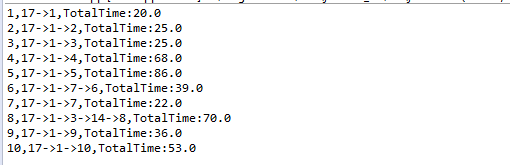 1,17->1,TotalTime:20.0
2,17->1->2,TotalTime:25.0
3,17->1->3,TotalTime:25.0
4,17->1->4,TotalTime:68.0
5,17->1->5,TotalTime:86.0
6,17->1->7->6,TotalTime:39.0
7,17->1->7,TotalTime:22.0
8,17->1->3->14->8,TotalTime:70.0
9,17->1->9,TotalTime:36.0
10,17->1->10,TotalTime:53.0